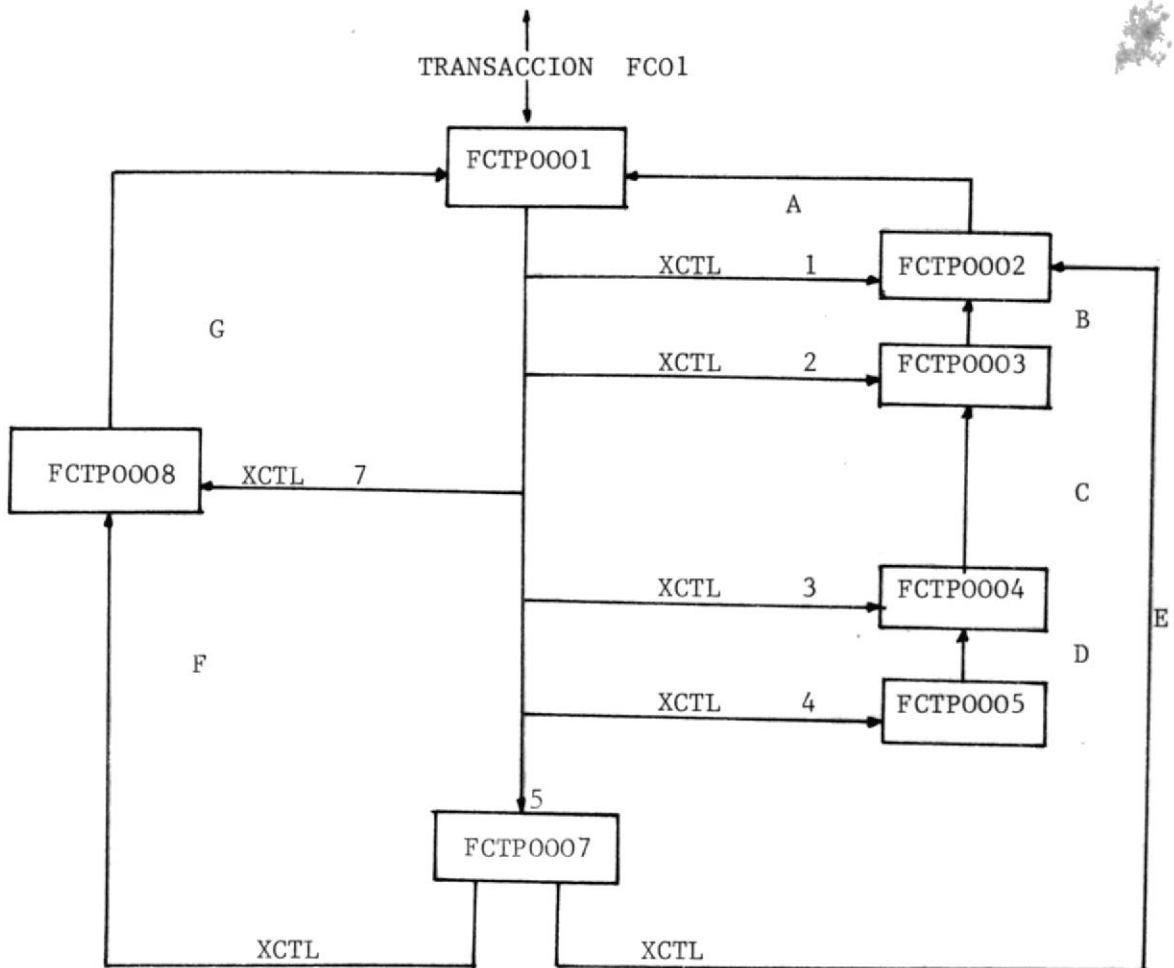 TRANSACCION FC01
FCTP0001
A
XCTL 1
FCTP0002
B
G
XCTL 2
FCTP0003
FCTP0008
XCTL 7
C
XCTL 3
FCTP0004
E
F
D
XCTL 4
FCTP0005
5
FCTP0007
XCTL
XCTL